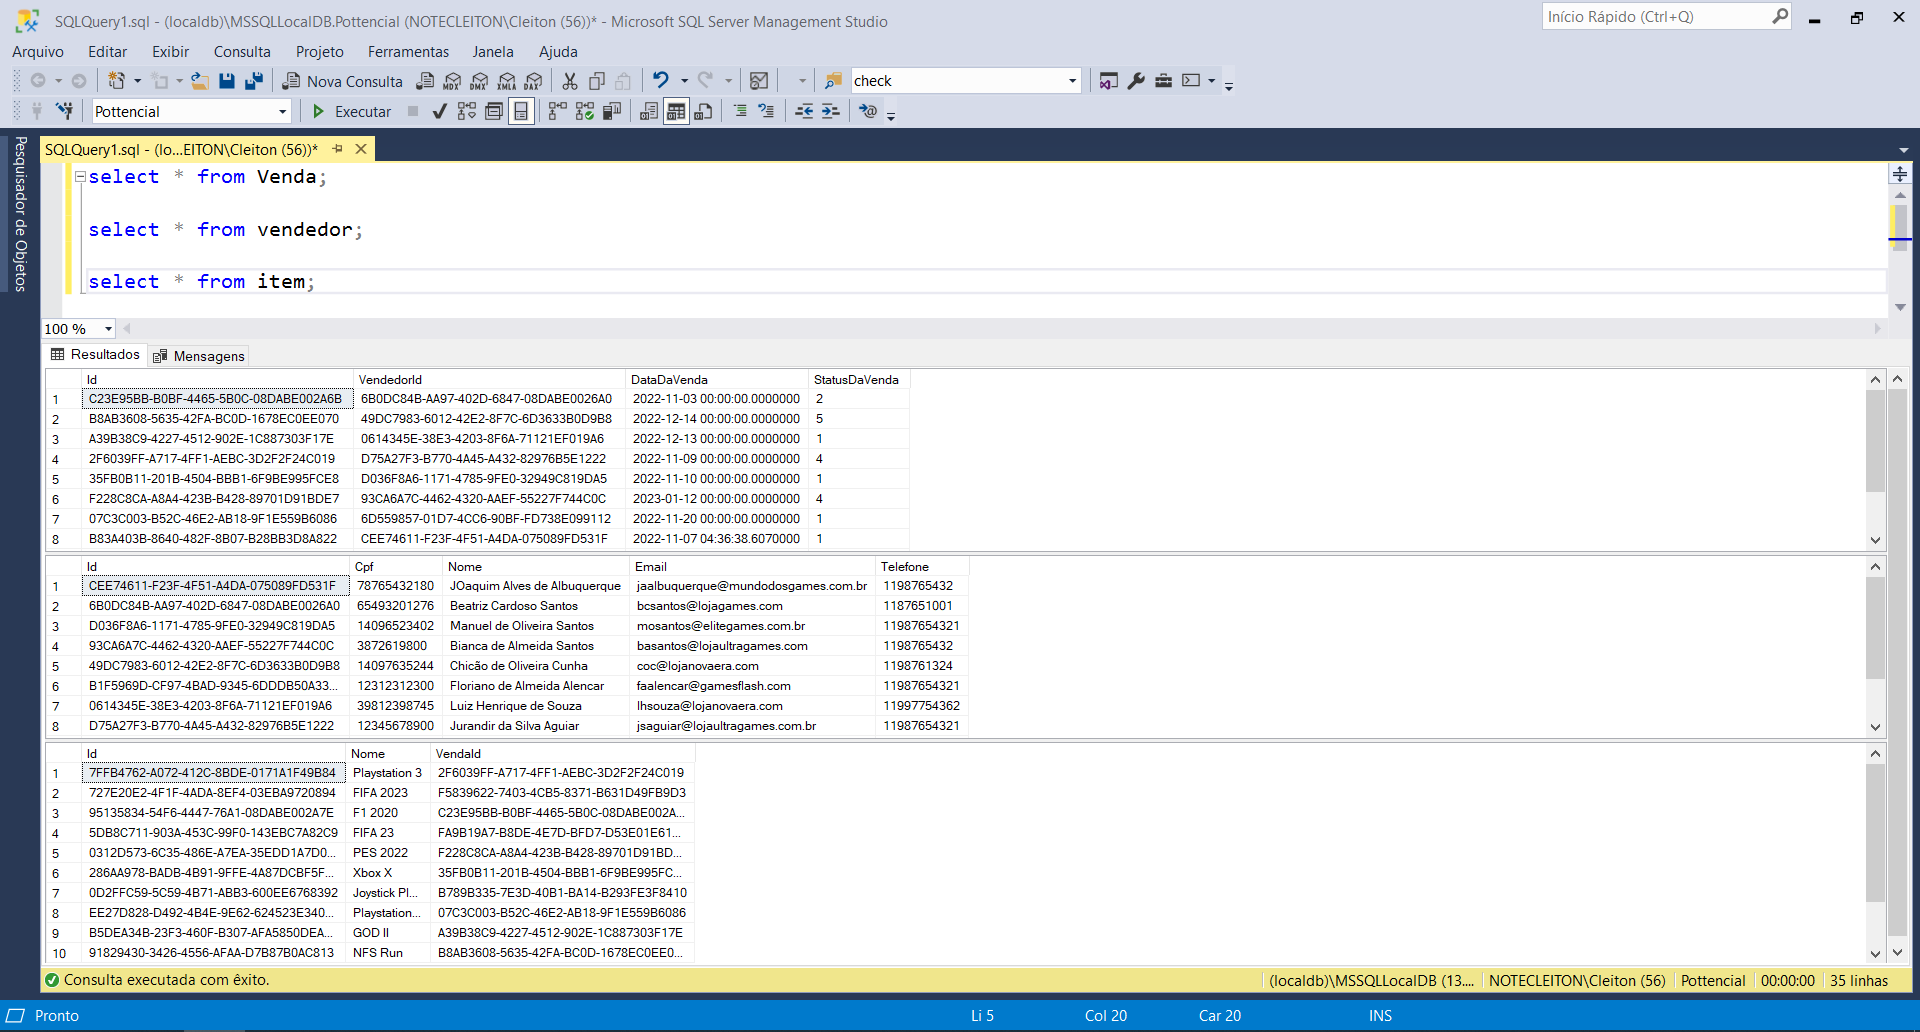 SQLQuery1.sql - (localdb)\MSSQLLocalDB.Pottencial (NOTECLEITON\Cleiton (56))* - Microsoft SQL Server Management Studio
Início Rápido (Ctrl+Q)
Arquivo Editar Exibir Consulta Projeto Ferramentas Janela Ajuda
Nova Consulta MDX DMX XMLA DAX check
Pottencial Executar
Pesquisador de Objetos
SQLQuery1.sql - (lo...EITON\Cleiton (56))*
select * from Venda;
select * from vendedor;
select * from item;
100 %
Resultados Mensagens
Id VendedorId DataDaVenda StatusDaVenda
1 C23E95BB-B0BF-4465-5B0C-08DABE002A6B 6B0DC84B-AA97-402D-6847-08DABE0026A0 2022-11-03 00:00:00.0000000 2
2 B8AB3608-5635-42FA-BC0D-1678EC0EE070 49DC7983-6012-42E2-8F7C-6D3633B0D9B8 2022-12-14 00:00:00.0000000 5
3 A39B38C9-4227-4512-902E-1C887303F17E 0614345E-38E3-4203-8F6A-71121EF019A6 2022-12-13 00:00:00.0000000 1
4 2F6039FF-A717-4FF1-AEBC-3D2F2F24C019 D75A27F3-B770-4A45-A432-82976B5E1222 2022-11-09 00:00:00.0000000 4
5 35FB0B11-201B-4504-BBB1-6F9BE995FCE8 D036F8A6-1171-4785-9FE0-32949C819DA5 2022-11-10 00:00:00.0000000 1
6 F228C8CA-A8A4-423B-B428-89701D91BDE7 93CA6A7C-4462-4320-AAEF-55227F744C0C 2023-01-12 00:00:00.0000000 4
7 07C3C003-B52C-46E2-AB18-9F1E559B6086 6D559857-01D7-4CC6-90BF-FD738E099112 2022-11-20 00:00:00.0000000 1
8 B83A403B-8640-482F-8B07-B28BB3D8A822 CEE74611-F23F-4F51-A4DA-075089FD531F 2022-11-07 04:36:38.6070000 1
Id Cpf Nome Email Telefone
1 CEE74611-F23F-4F51-A4DA-075089FD531F 78765432180 JOaquim Alves de Albuquerque jaalbuquerque@mundodosgames.com.br 1198765432
2 6B0DC84B-AA97-402D-6847-08DABE0026A0 65493201276 Beatriz Cardoso Santos bcsantos@lojagames.com 1187651001
3 D036F8A6-1171-4785-9FE0-32949C819DA5 14096523402 Manuel de Oliveira Santos mosantos@elitegames.com.br 11987654321
4 93CA6A7C-4462-4320-AAEF-55227F744C0C 3872619800 Bianca de Almeida Santos basantos@lojaultragames.com 1198765432
5 49DC7983-6012-42E2-8F7C-6D3633B0D9B8 14097635244 Chicão de Oliveira Cunha coc@lojanovaera.com 1198761324
6 B1F5969D-CF97-4BAD-9345-6DDDB50A33... 12312312300 Floriano de Almeida Alencar faalencar@gamesflash.com 11987654321
7 0614345E-38E3-4203-8F6A-71121EF019A6 39812398745 Luiz Henrique de Souza lhsouza@lojanovaera.com 11997754362
8 D75A27F3-B770-4A45-A432-82976B5E1222 12345678900 Jurandir da Silva Aguiar jsaguiar@lojaultragames.com.br 11987654321
Id Nome VendaId
1 7FFB4762-A072-412C-8BDE-0171A1F49B84 Playstation 3 2F6039FF-A717-4FF1-AEBC-3D2F2F24C019
2 727E20E2-4F1F-4ADA-8EF4-03EBA9720894 FIFA 2023 F5839622-7403-4CB5-8371-B631D49FB9D3
3 95135834-54F6-4447-76A1-08DABE002A7E F1 2020 C23E95BB-B0BF-4465-5B0C-08DABE002A...
4 5DB8C711-903A-453C-99F0-143EBC7A82C9 FIFA 23 FA9B19A7-B8DE-4E7D-BFD7-D53E01E61...
5 0312D573-6C35-486E-A7EA-35EDD1A7D0... PES 2022 F228C8CA-A8A4-423B-B428-89701D91BD...
6 286AA978-BADB-4B91-9FFE-4A87DCBF5F... Xbox X 35FB0B11-201B-4504-BBB1-6F9BE995FC...
7 0D2FFC59-5C59-4B71-ABB3-600EE6768392 Joystick Pl... B789B335-7E3D-40B1-BA14-B293FE3F8410
8 EE27D828-D492-4B4E-9E62-624523E340... Playstation... 07C3C003-B52C-46E2-AB18-9F1E559B6086
9 B5DEA34B-23F3-460F-B307-AFA5850DEA... GOD II A39B38C9-4227-4512-902E-1C887303F17E
10 91829430-3426-4556-AFAA-D7B87B0AC813 NFS Run B8AB3608-5635-42FA-BC0D-1678EC0EE0...
Consulta executada com êxito. (localdb)\MSSQLLocalDB (13.... NOTECLEITON\Cleiton (56) Pottencial 00:00:00 35 linhas
Pronto Li 5 Col 20 Car 20 INS